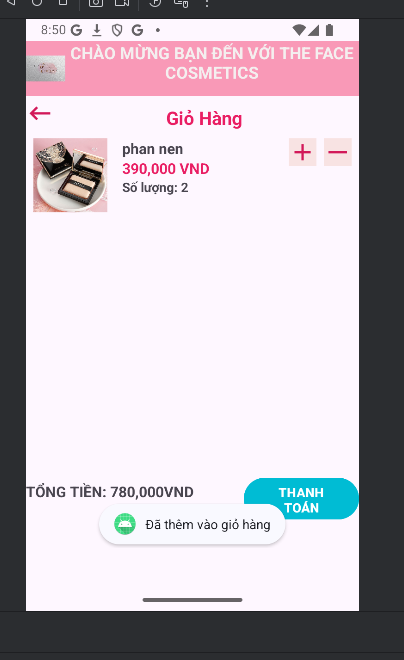 8:50
CHÀO MỪNG BẠN ĐẾN VỚI THE FACE
COSMETICS
Giỏ Hàng
phan nen
390,000 VND
Số lượng: 2
TỔNG TIỀN: 780,000VND
THANH
TOÁN
Đã thêm vào giỏ hàng